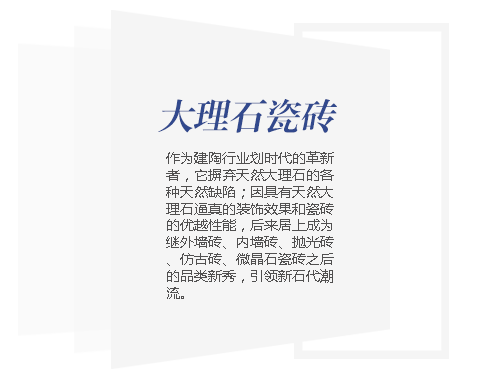 大理石瓷砖
作为建陶行业划时代的革新
者，它摒弃天然大理石的各
种天然缺陷；因具有天然大
理石逼真的装饰效果和瓷砖
的优越性能，后来居上成为
继外墙砖、内墙砖、抛光砖
、仿古砖、微晶石瓷砖之后
的品类新秀，引领新石代潮
流。